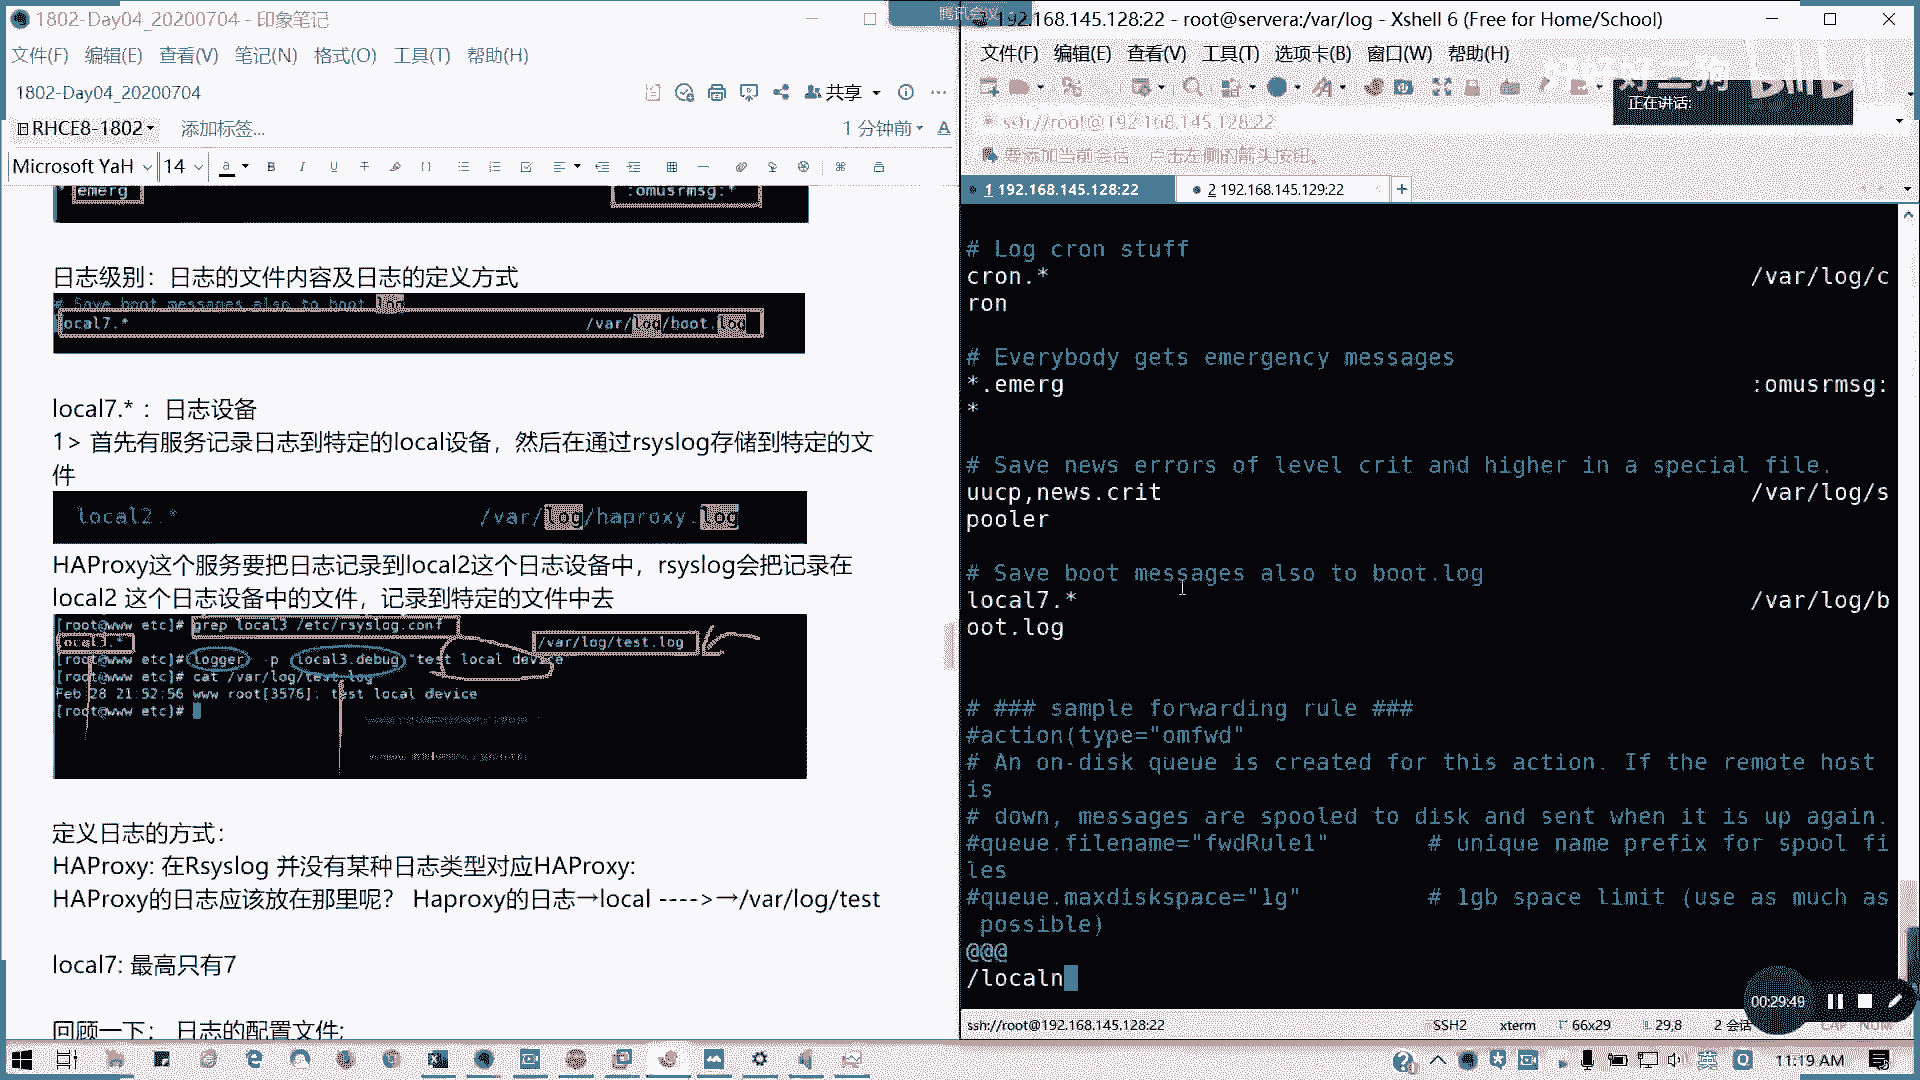 1802-Day04_20200704 - 印象笔记
文件(F) 编辑(E) 查看(V) 笔记(N) 格式(O) 工具(T) 帮助(H)
1802-Day04_20200704
共享
RHCE8-1802
添加标签...
1 分钟前
Microsoft YaH 14
emerg :omusrmsg:*
日志级别：日志的文件内容及日志的定义方式
# Save boot messages also to boot.log
local7.* /var/log/boot.log
local7.* ：日志设备
1> 首先有服务记录日志到特定的local设备，然后在通过rsyslog存储到特定的文
件
local2.* /var/log/haproxy.log
HAProxy这个服务要把日志记录到local2这个日志设备中，rsyslog会把记录在
local2 这个日志设备中的文件，记录到特定的文件中去
[root@www etc]# grep local3 /etc/rsyslog.conf
local3.* /var/log/test.log
[root@www etc]# logger -p local3.debug "test local device
[root@www etc]# cat /var/log/test.log
Feb 28 21:52:56 www root[3576]: test local device
[root@www etc]#
定义日志的方式：
HAProxy: 在Rsyslog 并没有某种日志类型对应HAProxy:
HAProxy的日志应该放在那里呢？ Haproxy的日志→local ---->→/var/log/test
local7: 最高只有7
回顾一下： 日志的配置文件;
腾讯会议
192.168.145.128:22 - root@servera:/var/log - Xshell 6 (Free for Home/School)
文件(F) 编辑(E) 查看(V) 工具(T) 选项卡(B) 窗口(W) 帮助(H)
正在讲话:
ssh://root@192.168.145.128:22
要添加当前会话，点击左侧的箭头按钮。
1 192.168.145.128:22
2 192.168.145.129:22
# Log cron stuff
cron.* /var/log/c
ron
# Everybody gets emergency messages
*.emerg :omusrmsg:
*
# Save news errors of level crit and higher in a special file.
uucp,news.crit /var/log/s
pooler
# Save boot messages also to boot.log
local7.* /var/log/b
oot.log
# ### sample forwarding rule ###
#action(type="omfwd"
# An on-disk queue is created for this action. If the remote host
is
# down, messages are spooled to disk and sent when it is up again.
#queue.filename="fwdRule1" # unique name prefix for spool fi
les
#queue.maxdiskspace="1g" # 1gb space limit (use as much as
possible)
@@@
/localn
00:29:49
ssh://root@192.168.145.128:22 SSH2 xterm 66x29 29,8 2 会话 CAP NUM
英
11:19 AM